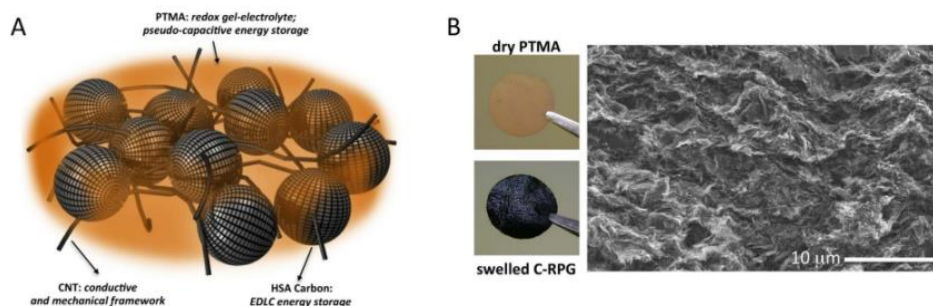 A
PTMA: redox gel-electrolyte;
pseudo-capacitive energy storage
CNT: conductive
and mechanical framework
HSA Carbon:
EDLC energy storage
B
dry PTMA
swelled C-RPG
10 μm